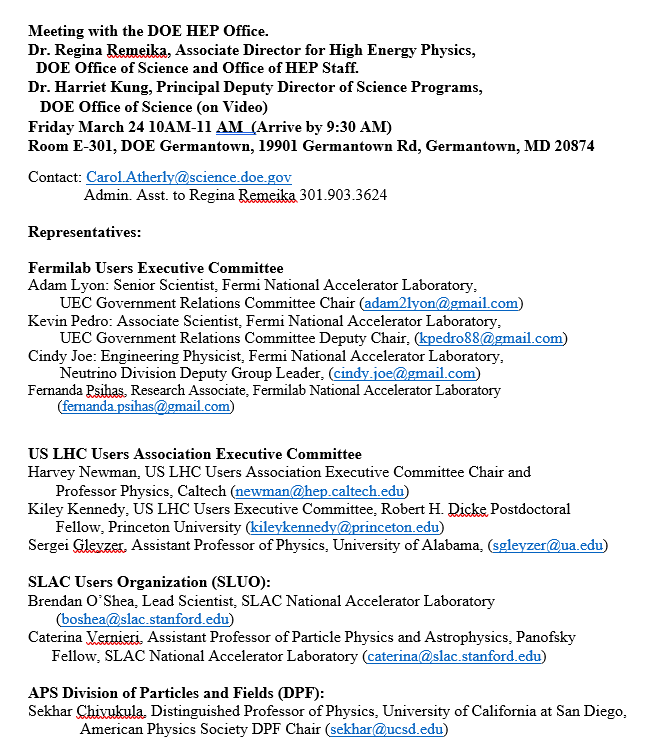 Meeting with the DOE HEP Office.
Dr. Regina Remeika, Associate Director for High Energy Physics,
DOE Office of Science and Office of HEP Staff.
Dr. Harriet Kung, Principal Deputy Director of Science Programs,
DOE Office of Science (on Video)
Friday March 24 10AM-11 AM (Arrive by 9:30 AM)
Room E-301, DOE Germantown, 19901 Germantown Rd, Germantown, MD 20874
Contact: Carol.Atherly@science.doe.gov
Admin. Asst. to Regina Remeika 301.903.3624
Representatives:
Fermilab Users Executive Committee
Adam Lyon: Senior Scientist, Fermi National Accelerator Laboratory,
UEC Government Relations Committee Chair (adam2lyon@gmail.com)
Kevin Pedro: Associate Scientist, Fermi National Accelerator Laboratory,
UEC Government Relations Committee Deputy Chair, (kpedro88@gmail.com)
Cindy Joe: Engineering Physicist, Fermi National Accelerator Laboratory,
Neutrino Division Deputy Group Leader, (cindy.joe@gmail.com)
Fernanda Psihas, Research Associate, Fermilab National Accelerator Laboratory
(fernanda.psihas@gmail.com)
US LHC Users Association Executive Committee
Harvey Newman, US LHC Users Association Executive Committee Chair and
Professor Physics, Caltech (newman@hep.caltech.edu)
Kiley Kennedy, US LHC Users Executive Committee, Robert H. Dicke Postdoctoral
Fellow, Princeton University (kileykennedy@princeton.edu)
Sergei Gleyzer, Assistant Professor of Physics, University of Alabama, (sgleyzer@ua.edu)
SLAC Users Organization (SLUO):
Brendan O’Shea, Lead Scientist, SLAC National Accelerator Laboratory
(boshea@slac.stanford.edu)
Caterina Vernieri, Assistant Professor of Particle Physics and Astrophysics, Panofsky
Fellow, SLAC National Accelerator Laboratory (caterina@slac.stanford.edu)
APS Division of Particles and Fields (DPF):
Sekhar Chivukula, Distinguished Professor of Physics, University of California at San Diego,
American Physics Society DPF Chair (sekhar@ucsd.edu)